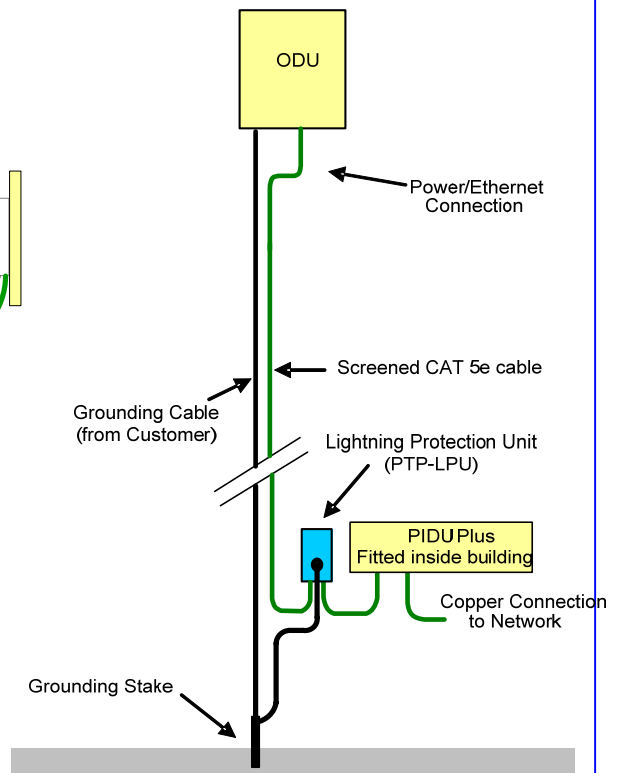 ODU
Power/Ethernet
Connection
Screened CAT 5e cable
Grounding Cable
(from Customer)
Lightning Protection Unit
(PTP-LPU)
PIDU Plus
Fitted inside building
Copper Connection
to Network
Grounding Stake